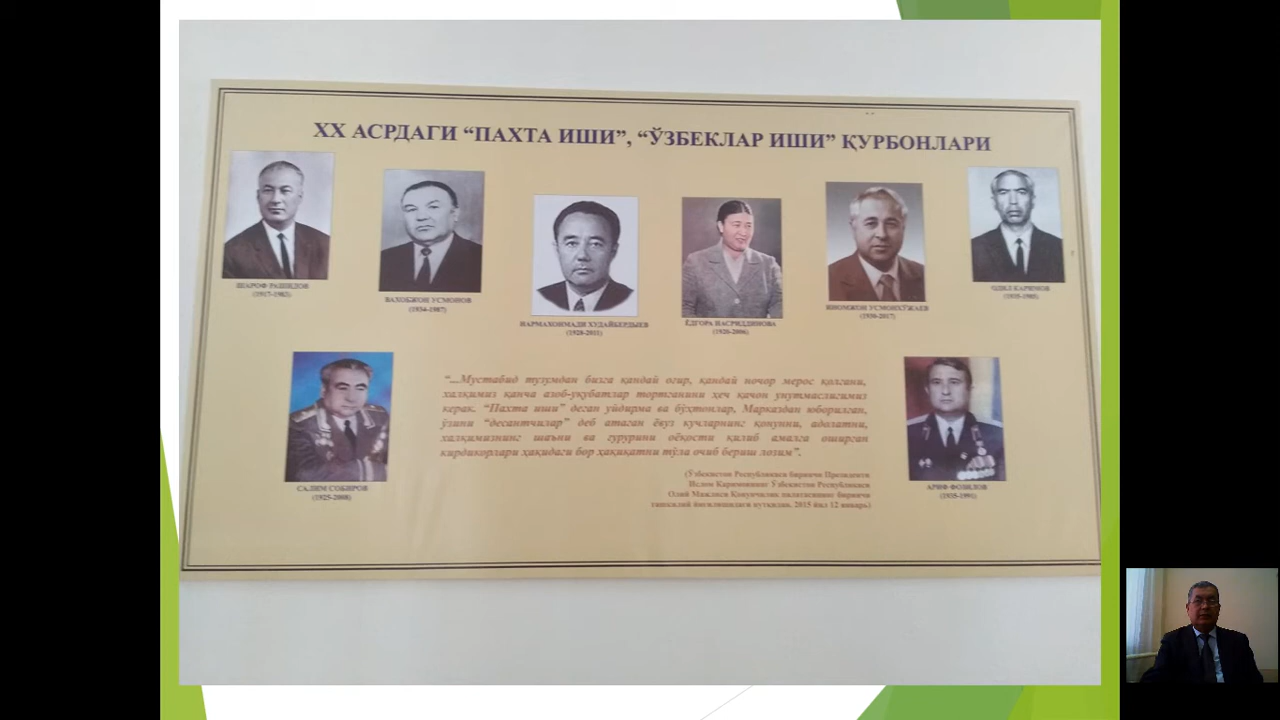 ХХ АСРДАГИ “ПАХТА ИШИ”, “ЎЗБЕКЛАР ИШИ” ҚУРБОНЛАРИ
ШАРОФ РАШИДОВ
(1917-1983)
ВАХОБЖОН УСМОНОВ
(1934-1987)
НАРМАХОНМАДИ ХУДАЙБЕРДЫЕВ
(1928-2011)
ЁДГОРА НАСРИДДИНОВА
(1920-2006)
ИНОМЖОН УСМОНХЎЖАЕВ
(1930-2017)
ОДИЛ КАРИМОВ
(1935-1985)
САЛИМ СОБИРОВ
(1925-2008)
“...Мустабид тузумдан бизга қандай оғир, қандай ночор мерос қолгани,
халқимиз қанча азоб-уқубатлар тортганини ҳеч қачон унутмаслигимиз
керак. “Пахта иши” деган уйдирма ва бўҳтонлар, Марказдан юборилган,
ўзини “десантчилар” деб атаган ёвуз кучларнинг қонунни, адолатни,
халқимизнинг шаъни ва ғурурини оёқости қилиб амалга оширган
кирдикорлари ҳақидаги бор ҳақиқатни тўла очиб бериш лозим”.
(Ўзбекистон Республикаси биринчи Президенти
Ислом Каримовнинг Ўзбекистон Республикаси
Олий Мажлиси Қонунчилик палатасининг биринчи
ташкилий йиғилишидаги нутқидан. 2015 йил 12 январь)
АРИФ ФОЗИЛОВ
(1935-1991)